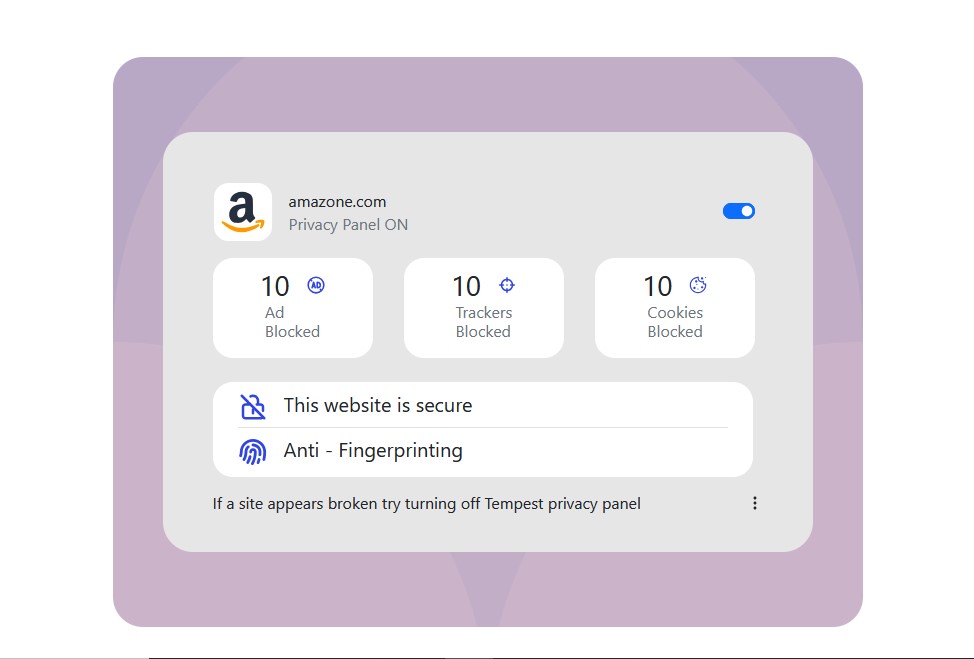 amazone.com
Privacy Panel ON
10
AD
Ad
Blocked
10
Trackers
Blocked
10
Cookies
Blocked
This website is secure
Anti - Fingerprinting
If a site appears broken try turning off Tempest privacy panel